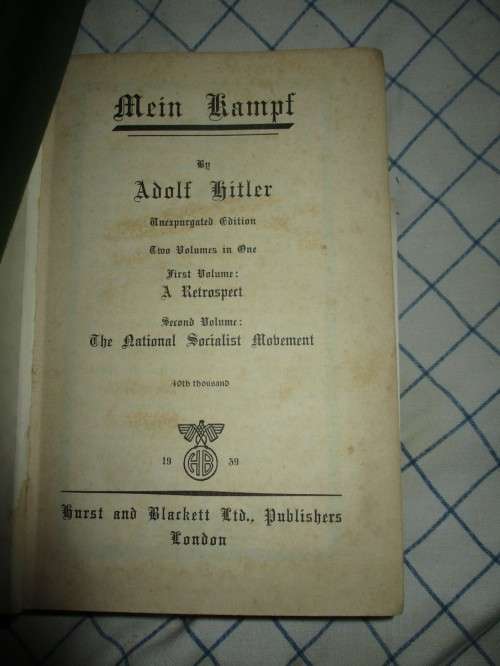 Mein Kampf
By
Adolf Hitler
Unexpurgated Edition
Two Volumes in One
First Volume:
A Retrospect
Second Volume:
The National Socialist Movement
40th thousand
19 HB 39
Hurst and Blackett Ltd., Publishers
London